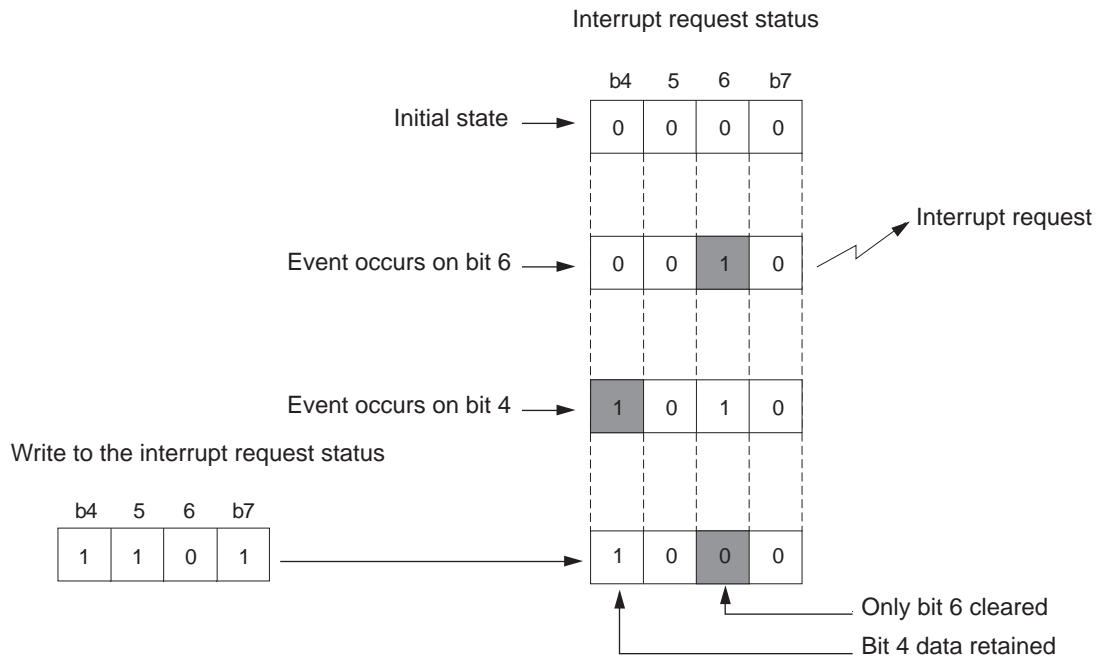 Interrupt request status
b4 5 6 b7
Initial state
0 0 0 0
Interrupt request
Event occurs on bit 6
0 0 1 0
Event occurs on bit 4
1 0 1 0
Write to the interrupt request status
b4 5 6 b7
1 1 0 1
1 0 0 0
Only bit 6 cleared
Bit 4 data retained